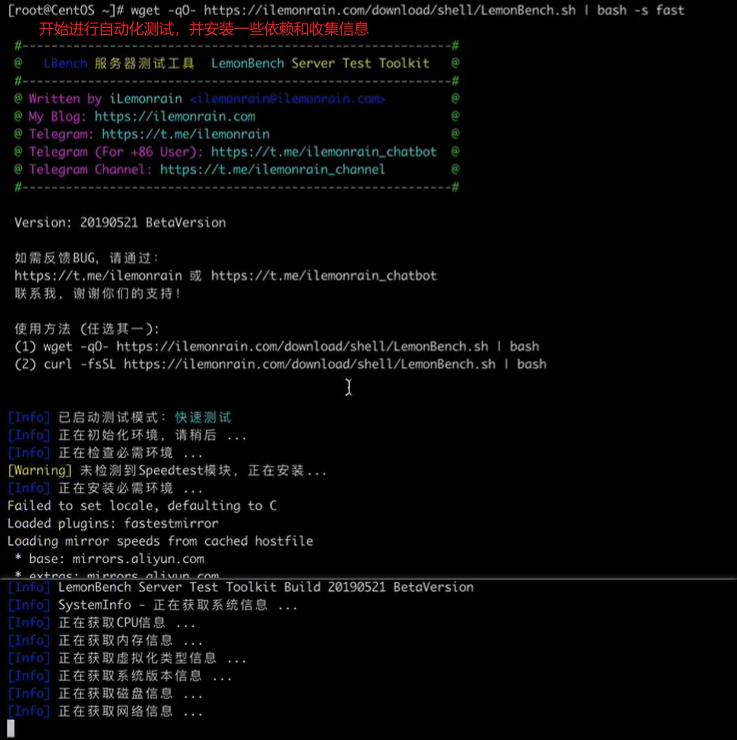 [root@CentOS ~]# wget -qO- https://ilemonrain.com/download/shell/LemonBench.sh | bash -s fast
开始进行自动化测试，并安装一些依赖和收集信息
#------------------------------------------------------------#
@ LBench 服务器测试工具 LemonBench Server Test Toolkit @
#------------------------------------------------------------#
@ Written by iLemonrain <ilemonrain@ilemonrain.com> @
@ My Blog: https://ilemonrain.com @
@ Telegram: https://t.me/ilemonrain @
@ Telegram (For +86 User): https://t.me/ilemonrain_chatbot @
@ Telegram Channel: https://t.me/ilemonrain_channel @
#------------------------------------------------------------#
Version: 20190521 BetaVersion
如需反馈BUG, 请通过:
https://t.me/ilemonrain 或 https://t.me/ilemonrain_chatbot
联系我, 谢谢你们的支持!
使用方法 (任选其一):
(1) wget -qO- https://ilemonrain.com/download/shell/LemonBench.sh | bash
(2) curl -fsSL https://ilemonrain.com/download/shell/LemonBench.sh | bash
[Info] 已启动测试模式: 快速测试
[Info] 正在初始化环境, 请稍后 ...
[Info] 正在检查必需环境 ...
[Warning] 未检测到Speedtest模块, 正在安装...
[Info] 正在安装必需环境 ...
Failed to set locale, defaulting to C
Loaded plugins: fastestmirror
Loading mirror speeds from cached hostfile
* base: mirrors.aliyun.com
* extras: mirrors.aliyun.com
[Info] LemonBench Server Test Toolkit Build 20190521 BetaVersion
[Info] SystemInfo - 正在获取系统信息 ...
[Info] 正在获取CPU信息 ...
[Info] 正在获取内存信息 ...
[Info] 正在获取虚拟化类型信息 ...
[Info] 正在获取系统版本信息 ...
[Info] 正在获取磁盘信息 ...
[Info] 正在获取网络信息 ...